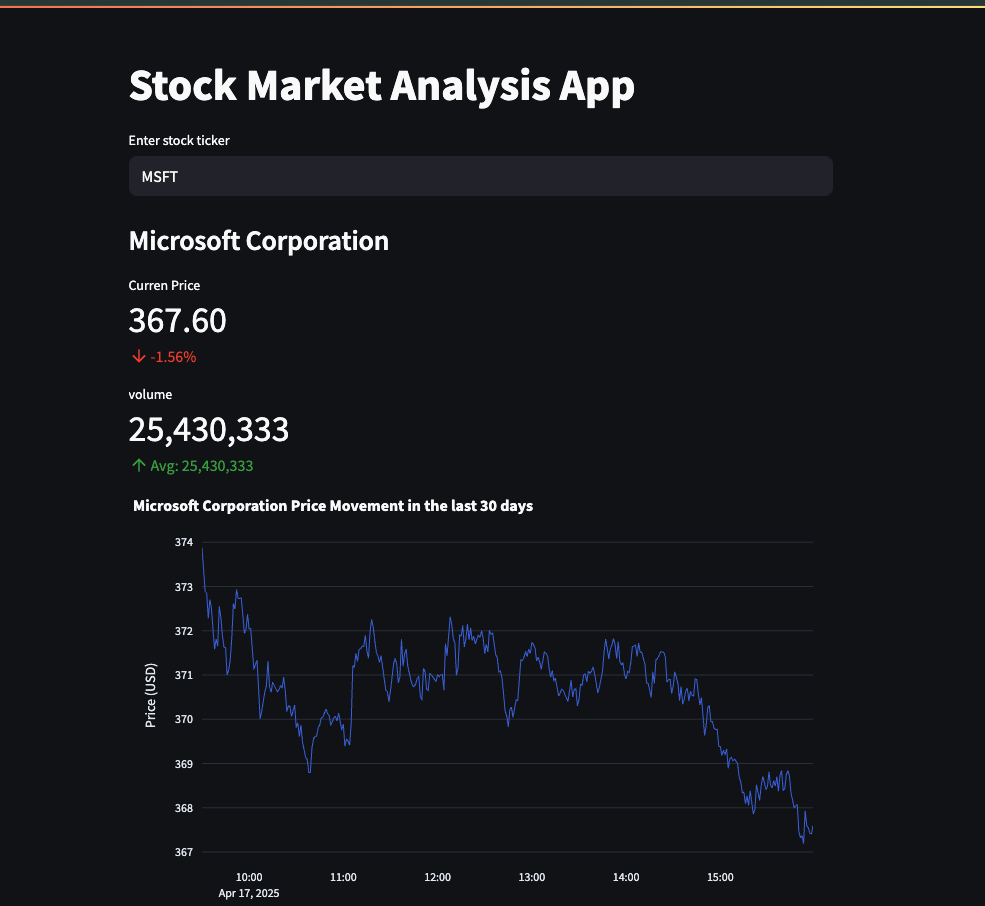 Stock Market Analysis App
Enter stock ticker
MSFT
Microsoft Corporation
Curren Price
367.60
-1.56%
volume
25,430,333
Avg: 25,430,333
Microsoft Corporation Price Movement in the last 30 days
374
373
372
371
370
369
368
367
Price (USD)
10:00 11:00 12:00 13:00 14:00 15:00
Apr 17, 2025